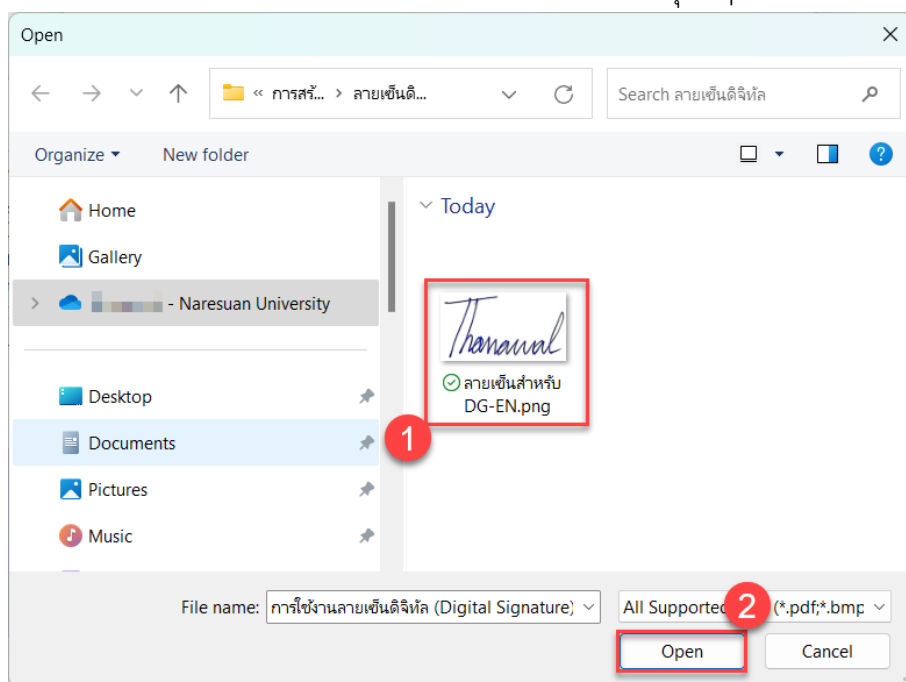 Open
« การสร้... › ลายเซ็นดิ...
Search ลายเซ็นดิจิทัล
Organize
New folder
?
Home
Today
Gallery
- Naresuan University
Thanawal
ลายเซ็นสำหรับ
DG-EN.png
Desktop
1
Documents
Pictures
Music
File name: การใช้งานลายเซ็นดิจิทัล (Digital Signature)
All Supported 2 (*.pdf;*.bmp
Open
Cancel